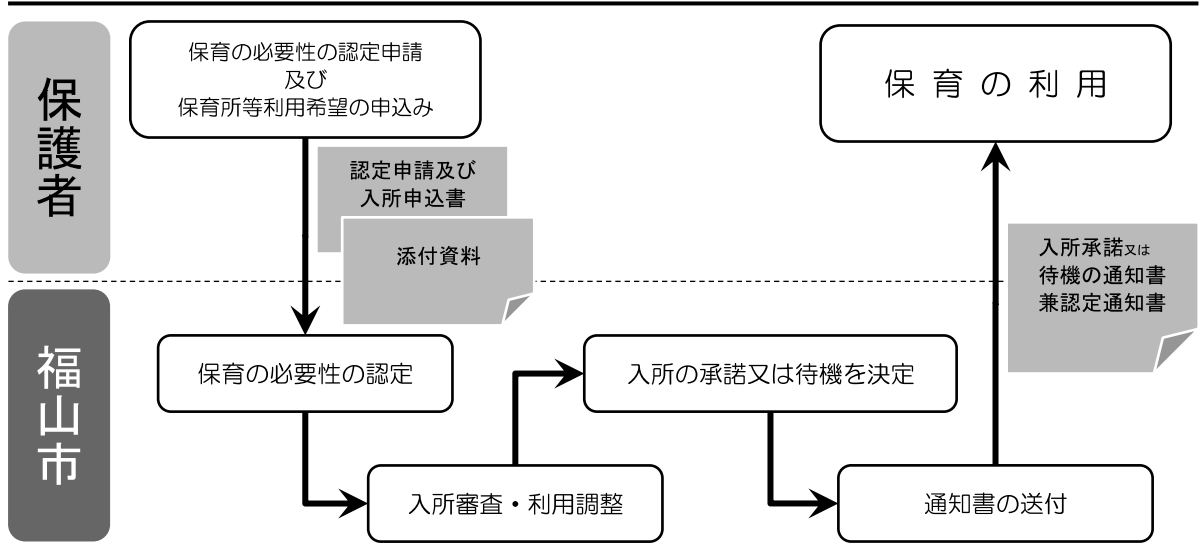 保護者
保育の必要性の認定申請
及び
保育所等利用希望の申込み
認定申請及び
入所申込書
添付資料
保育の利用
入所承諾又は
待機の通知書
兼認定通知書
福山市
保育の必要性の認定
入所審査・利用調整
入所の承諾又は待機を決定
通知書の送付